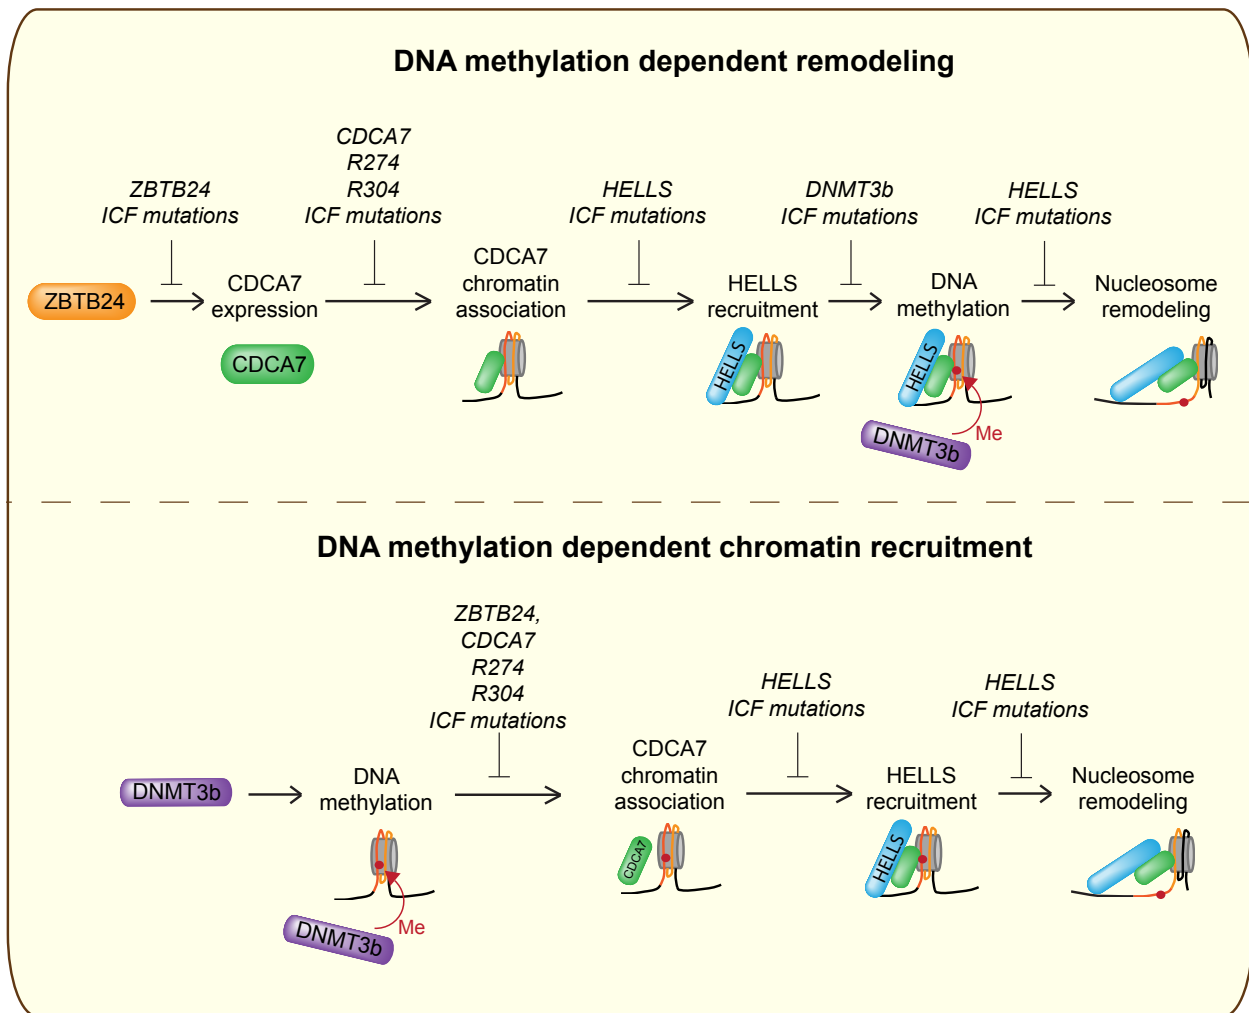 DNA methylation dependent remodeling
CDCA7
R274
R304
ICF mutations
ZBTB24
ICF mutations
HELLS
ICF mutations
DNMT3b
ICF mutations
HELLS
ICF mutations
ZBTB24
CDCA7
expression
CDCA7
chromatin
association
HELLS
recruitment
DNA
methylation
Nucleosome
remodeling
CDCA7
HELLS
HELLS
DNMT3b
Me
DNA methylation dependent chromatin recruitment
ZBTB24,
CDCA7
R274
R304
ICF mutations
HELLS
ICF mutations
HELLS
ICF mutations
DNMT3b
DNA
methylation
CDCA7
chromatin
association
HELLS
recruitment
Nucleosome
remodeling
CDCA7
HELLS
DNMT3b
Me